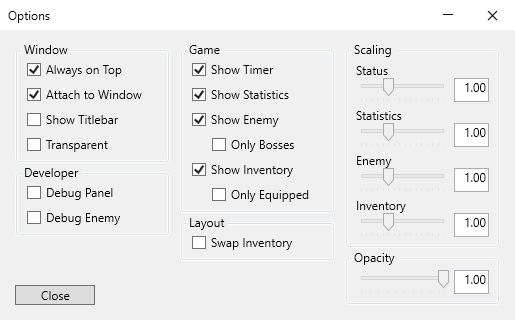 Options
Window
Always on Top
Attach to Window
Show Titlebar
Transparent
Developer
Debug Panel
Debug Enemy
Close
Game
Show Timer
Show Statistics
Show Enemy
Only Bosses
Show Inventory
Only Equipped
Layout
Swap Inventory
Scaling
Status
1.00
Statistics
1.00
Enemy
1.00
Inventory
1.00
Opacity
1.00